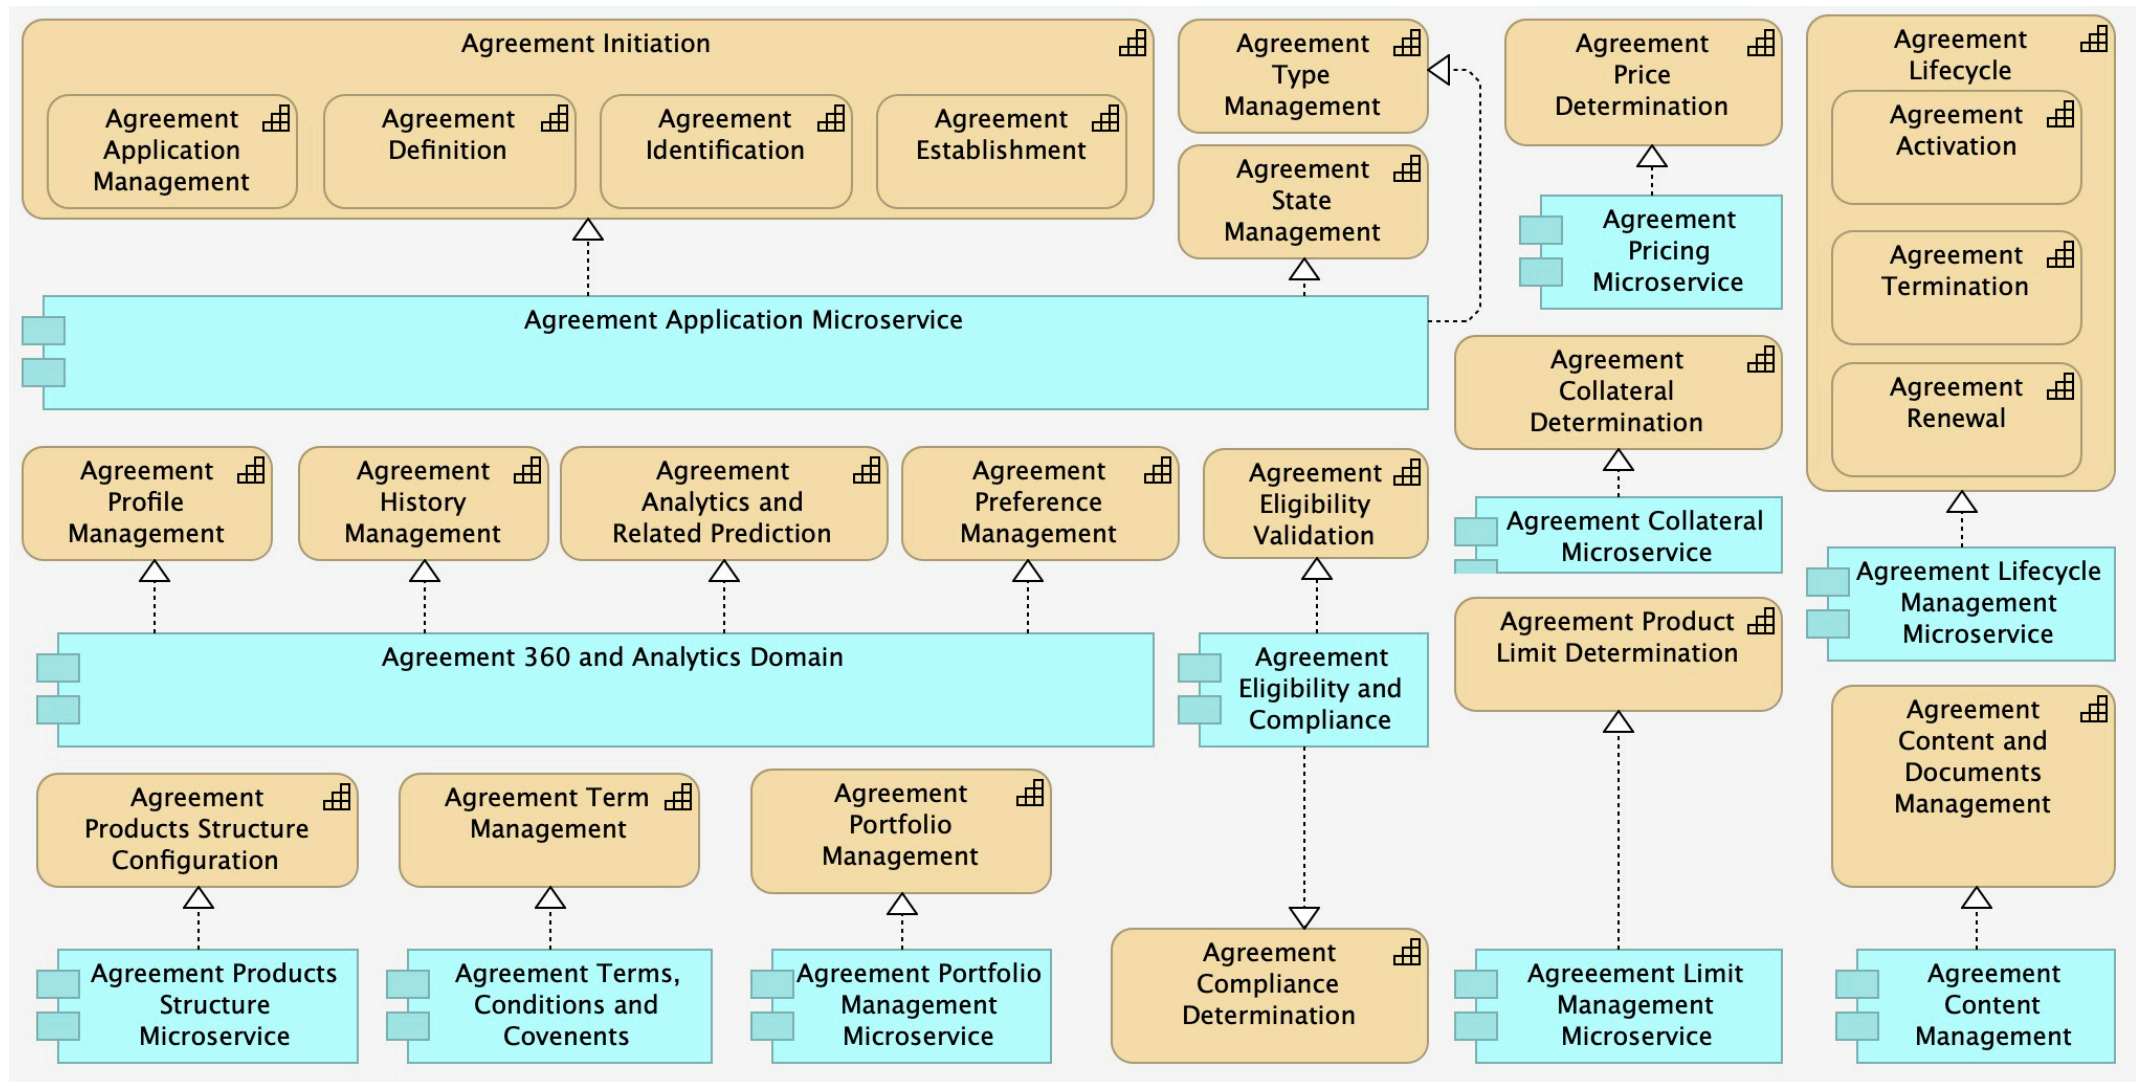 Agreement Initiation
Agreement
Application
Management
Agreement
Definition
Agreement
Identification
Agreement
Establishment
Agreement
Type
Management
Agreement
State
Management
Agreement Application Microservice
Agreement
Price
Determination
Agreement
Pricing
Microservice
Agreement
Lifecycle
Agreement
Activation
Agreement
Termination
Agreement
Renewal
Agreement
Collateral
Determination
Agreement Collateral
Microservice
Agreement Lifecycle
Management
Microservice
Agreement
Profile
Management
Agreement
History
Management
Agreement
Analytics and
Related Prediction
Agreement
Preference
Management
Agreement
Eligibility
Validation
Agreement 360 and Analytics Domain
Agreement
Eligibility and
Compliance
Agreement Product
Limit Determination
Agreement
Content and
Documents
Management
Agreement
Products Structure
Configuration
Agreement Term
Management
Agreement
Portfolio
Management
Agreement Products
Structure
Microservice
Agreement Terms,
Conditions and
Covenents
Agreement Portfolio
Management
Microservice
Agreement
Compliance
Determination
Agreeement Limit
Management
Microservice
Agreement
Content
Management